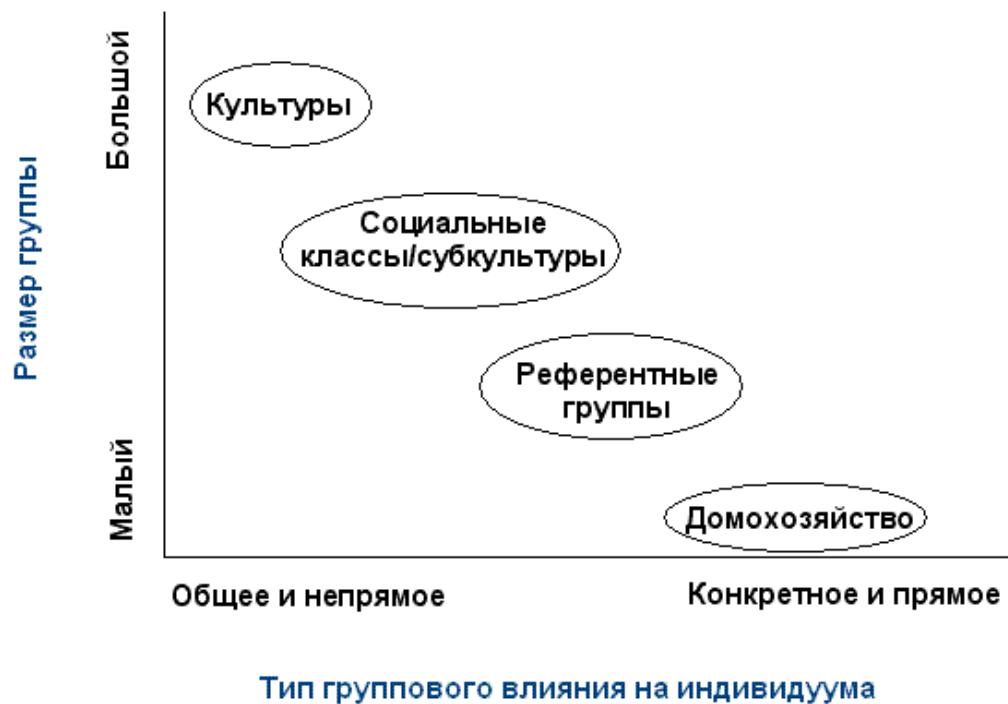 Размер группы
Большой
Малый
Культуры
Социальные
классы/субкультуры
Референтные
группы
Домохозяйство
Общее и непрямое
Конкретное и прямое
Тип группового влияния на индивидуума